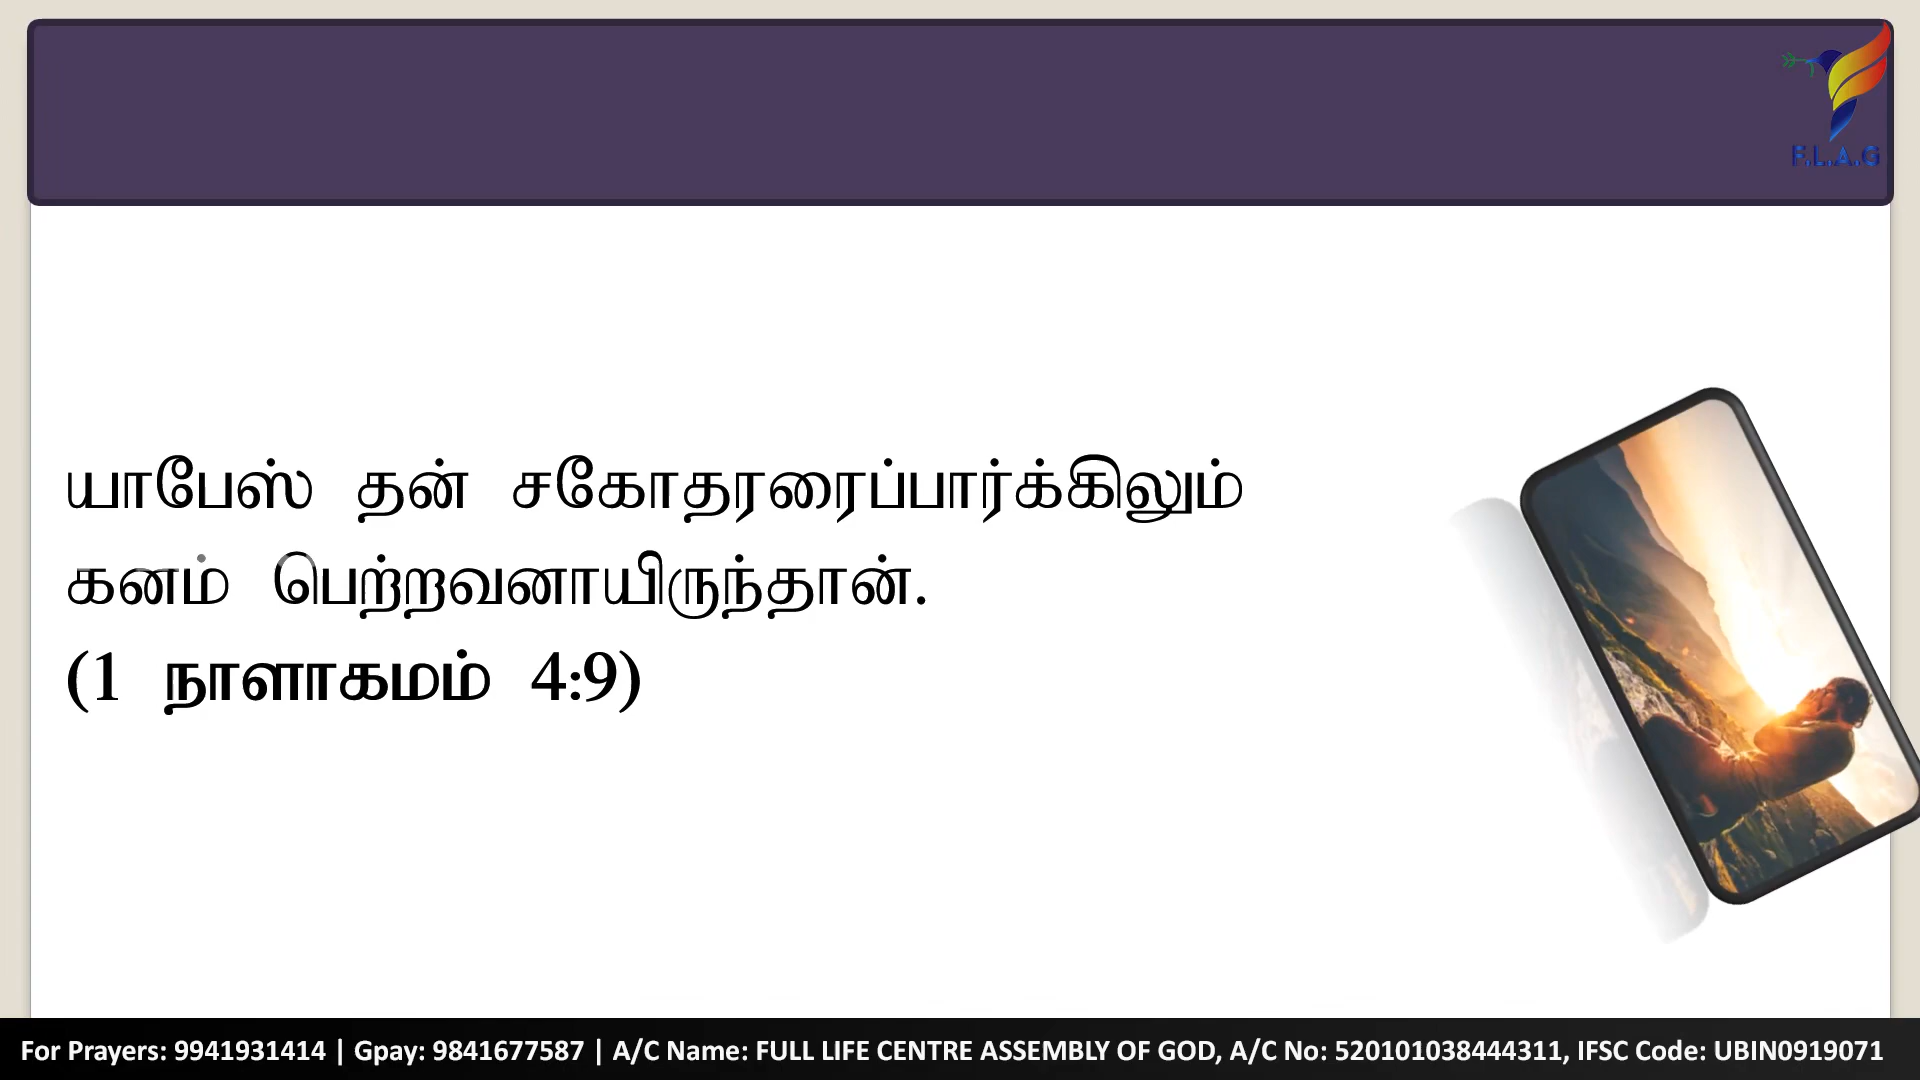 F.L.A.G
யாபேஸ் தன் சகோதரரைப்பார்க்கிலும்
கனம் பெற்றவனாயிருந்தான்.
(1 நாளாகமம் 4:9)
For Prayers: 9941931414 | Gpay: 9841677587 | A/C Name: FULL LIFE CENTRE ASSEMBLY OF GOD, A/C No: 520101038444311, IFSC Code: UBIN0919071